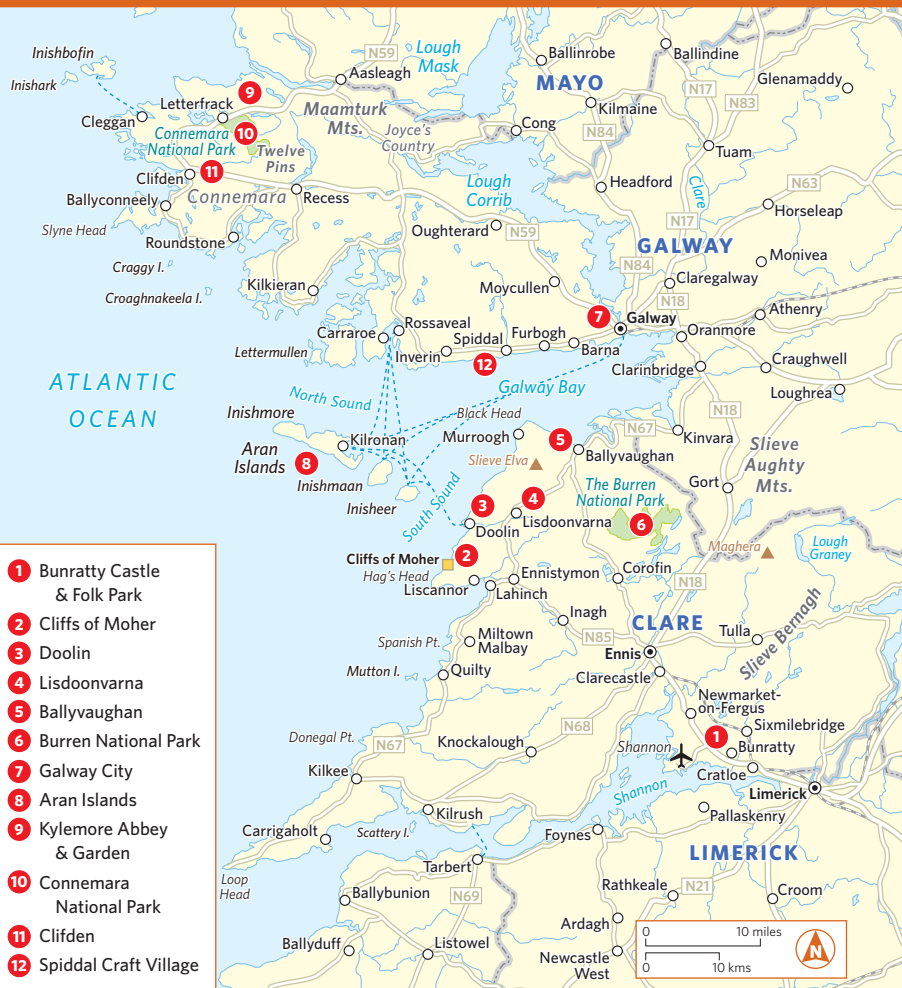 Inishbofin
Inishark
Cleggan
Letterfrack
9
Connemara
National Park
10
Twelve
Pins
Clifden
11
Connemara
Ballyconneely
Slyne Head
Roundstone
Recess
Craggy I.
Croaghnakeela I.
Kilkieran
N59
Lough
Mask
Aasleagh
Maamturk
Mts.
Joyce's
Country
Cong
Lough
Corrib
Oughterard
N59
Moycullen
Ballinrobe
MAYO
Kilmaine
N84
Headford
Ballindine
N17
N83
Glenamaddy
Tuam
Clare
N63
Horseleap
N17
GALWAY
Monivea
N84
Claregalway
N18
Athenry
7
Galway
Oranmore
Carraroe
Rossaveal
Lettermullen
Inverin
Spiddal
Furbogh
Barna
12
Clarinbridge
Craughwell
Loughrea
ATLANTIC
OCEAN
North Sound
Galway Bay
Inishmore
Black Head
Kilronan
Murroogh
5
Ballyvaughan
N67
N18
Kinvara
Aran
Islands
8
Inishmaan
Inisheer
Slieve Elva
South Sound
3
Doolin
4
Lisdoonvarna
The Burren
National Park
6
Gort
Slieve
Aughty
Mts.
Maghera
Lough
Graney
Cliffs of Moher
2
Hag's Head
Liscannor
Lahinch
Ennistymon
Corofin
N18
Inagh
CLARE
N85
Tulla
Slieve Bernagh
Spanish Pt.
Miltown
Malbay
Mutton I.
Quilty
Ennis
Clarecastle
Newmarket-
on-Fergus
Sixmilebridge
1
Bunratty
Shannon
Cratloe
Limerick
Donegal Pt.
N67
N68
Knockalough
Kilkee
Shannon
Pallaskenry
Kilrush
Carrigaholt
Scattery I.
Foynes
LIMERICK
Loop
Head
Tarbert
Ballybunion
N69
Rathkeale
N21
Croom
Ardagh
Ballyduff
Listowel
Newcastle
West
1 Bunratty Castle
& Folk Park
2 Cliffs of Moher
3 Doolin
4 Lisdoonvarna
5 Ballyvaughan
6 Burren National Park
7 Galway City
8 Aran Islands
9 Kylemore Abbey
& Garden
10 Connemara
National Park
11 Clifden
12 Spiddal Craft Village
0 10 miles
0 10 kms
N